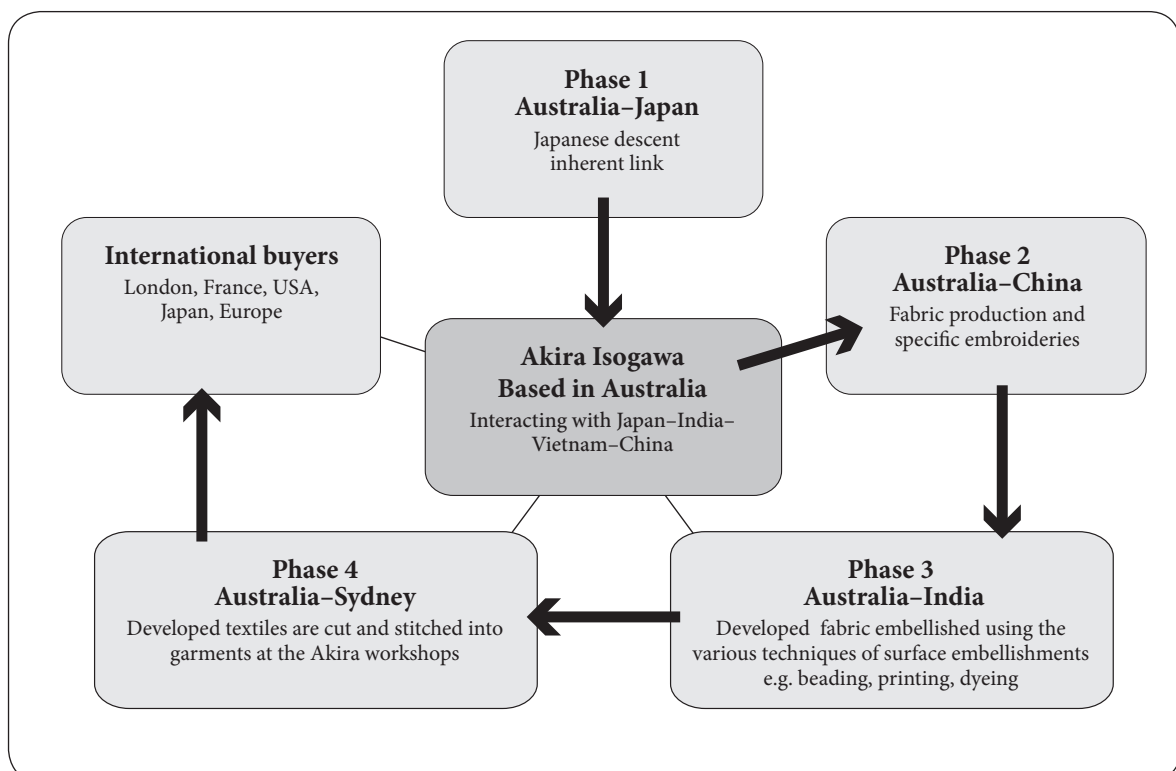 Phase 1
Australia–Japan
Japanese descent
inherent link
International buyers
London, France, USA,
Japan, Europe
Phase 2
Australia–China
Fabric production and
specific embroideries
Akira Isogawa
Based in Australia
Interacting with Japan–India–
Vietnam–China
Phase 4
Australia–Sydney
Developed textiles are cut and stitched into
garments at the Akira workshops
Phase 3
Australia–India
Developed fabric embellished using the
various techniques of surface embellishments
e.g. beading, printing, dyeing